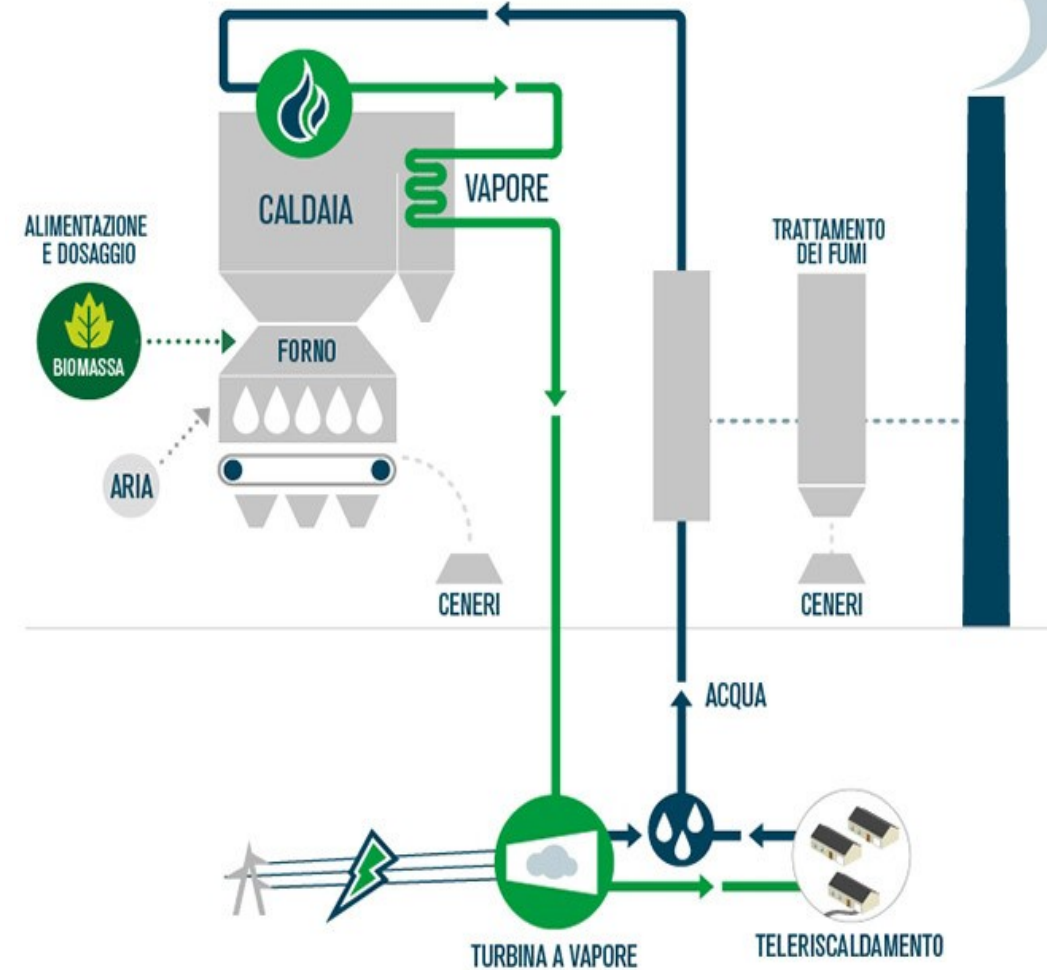 CALDAIA
VAPORE
ALIMENTAZIONE
E DOSAGGIO
BIOMASSA
FORNO
ARIA
CENERI
TRATTAMENTO
DEI FUMI
CENERI
ACQUA
TURBINA A VAPORE
TELERISCALDAMENTO